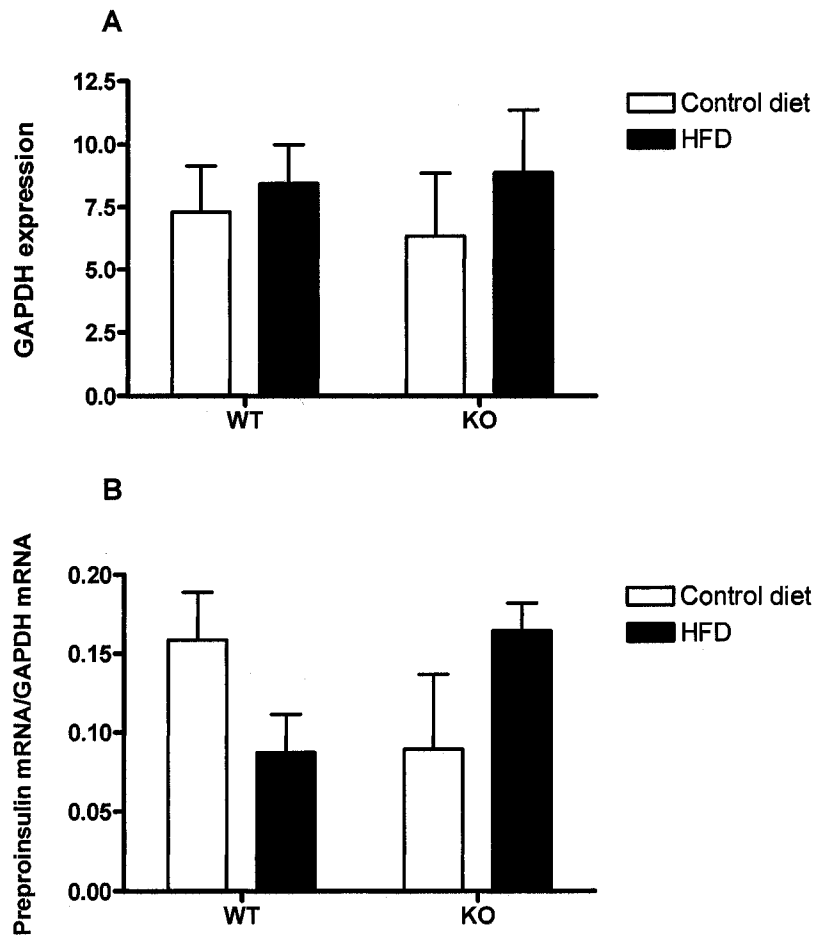 A
GAPDH expression
12.5
10.0
7.5
5.0
2.5
0.0
WT
KO
Control diet
HFD
B
Preproinsulin mRNA/GAPDH mRNA
0.20
0.15
0.10
0.05
0.00
WT
KO
Control diet
HFD